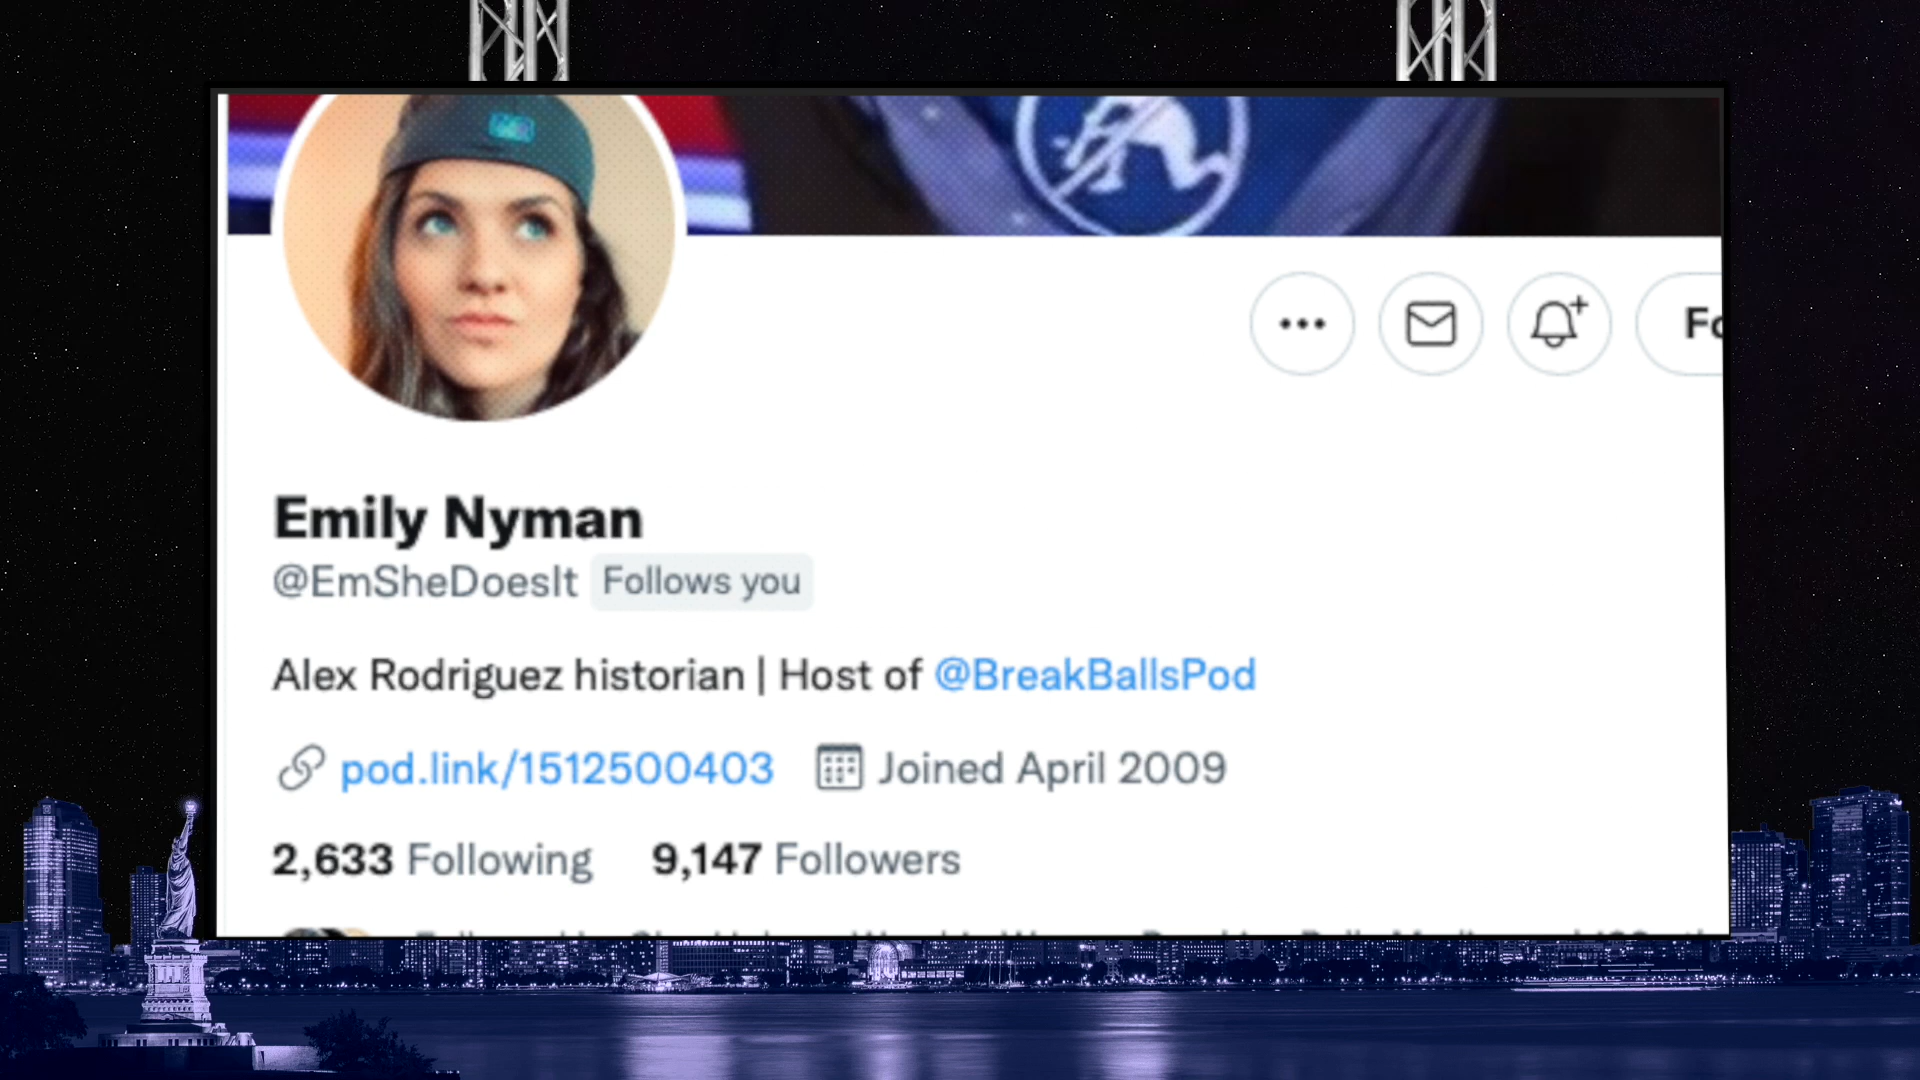 Fo
Emily Nyman
@EmSheDoesIt Follows you
Alex Rodriguez historian | Host of @BreakBallsPod
pod.link/1512500403 Joined April 2009
2,633 Following 9,147 Followers